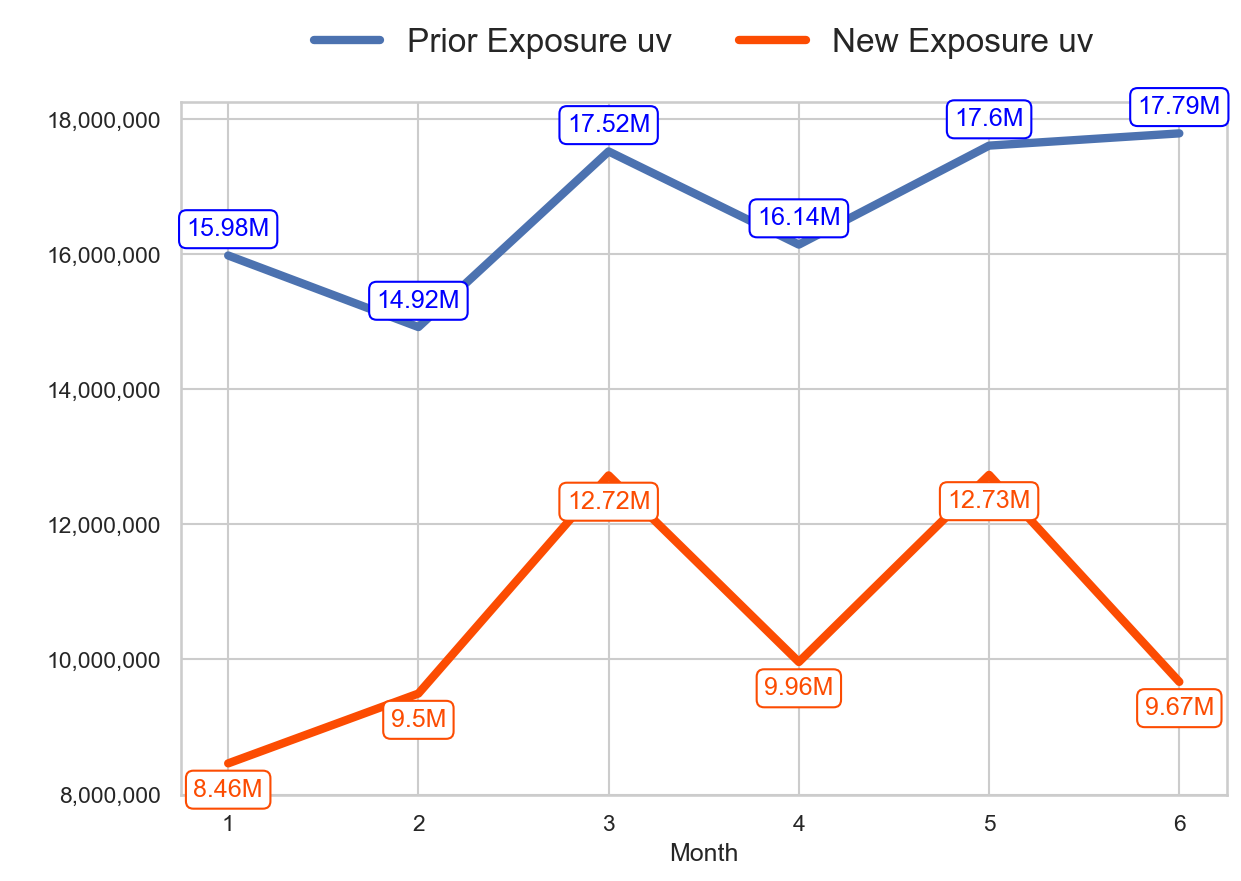 Prior Exposure uv New Exposure uv
18,000,000
16,000,000
14,000,000
12,000,000
10,000,000
8,000,000
15.98M
14.92M
17.52M
16.14M
17.6M
17.79M
8.46M
9.5M
12.72M
9.96M
12.73M
9.67M
1 2 3 4 5 6
Month